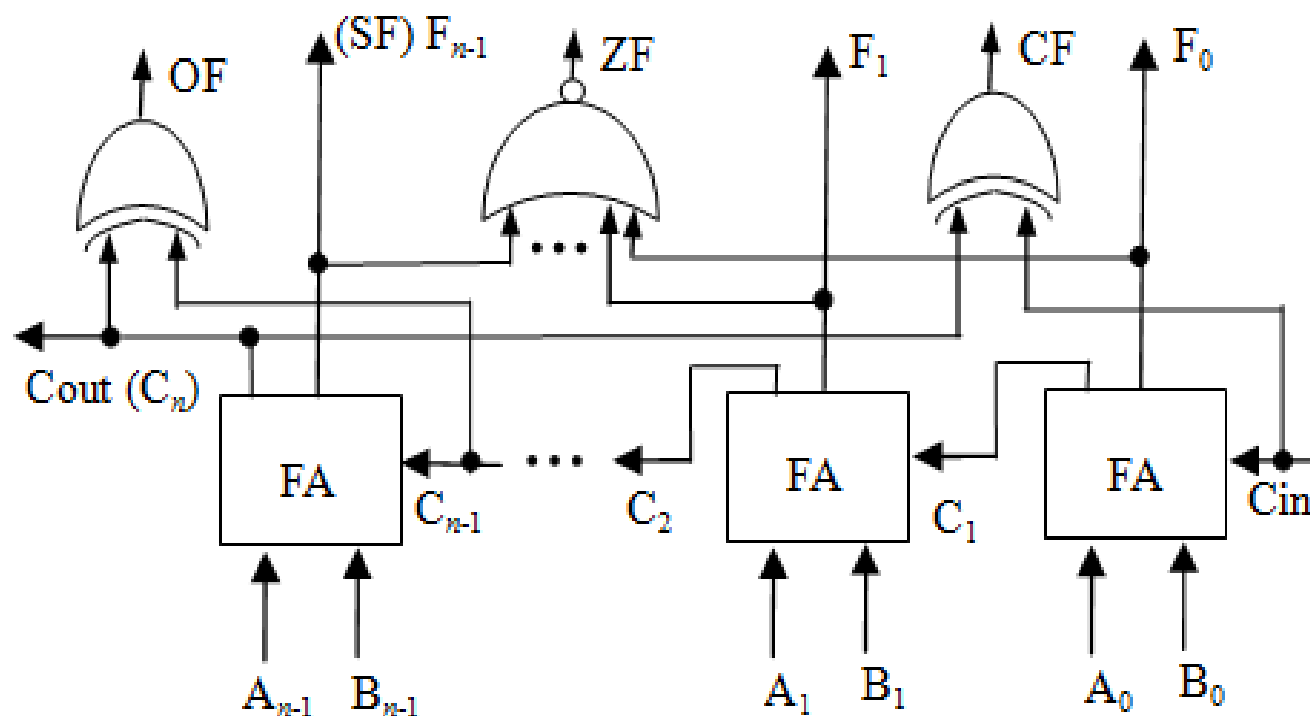 OF (SF) Fₙ₋₁ ZF F₁ CF F₀
Cout (Cₙ)
FA FA FA
Cₙ₋₁ C₂ C₁ Cin
Aₙ₋₁ Bₙ₋₁ A₁ B₁ A₀ B₀